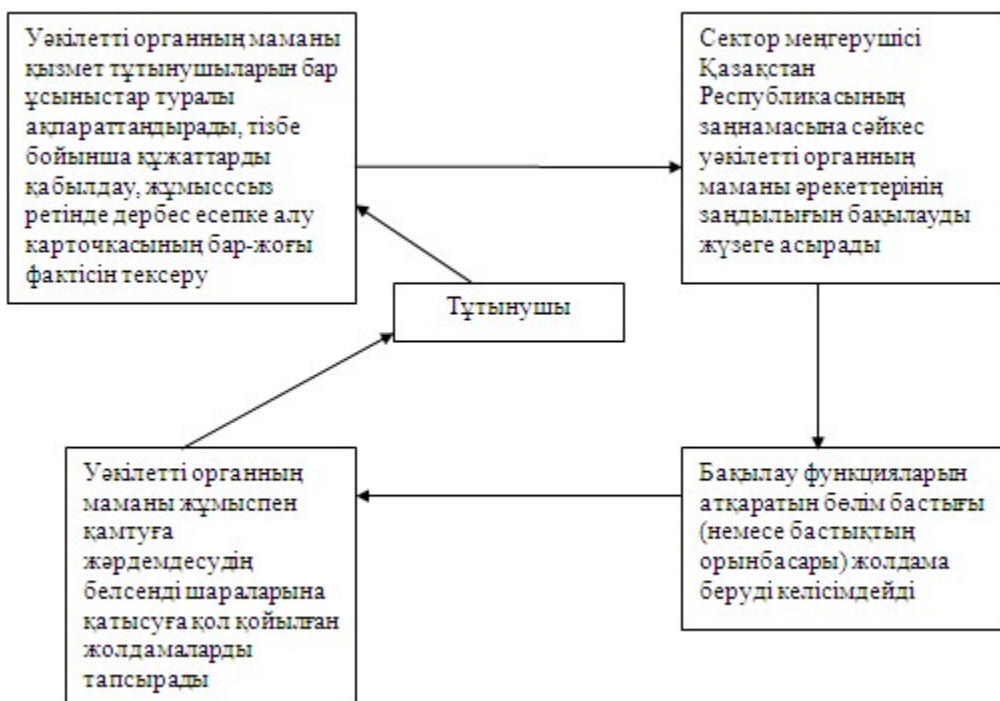 Уәкілетті органның маманы
қызмет тұтынушыларын бар
ұсыныстар туралы
ақпараттандырады, тізбе
бойынша құжаттарды
қабылдау, жұмысссыз
ретінде дербес есепке алу
карточкасының бар-жоғы
фактісін тексеру
Сектор меңгерушісі
Қазақстан
Республикасының
заңнамасына сәйкес
уәкілетті органның
маманы әрекеттерінің
заңдылығын бақылауды
жүзеге асырады
Тұтынушы
Уәкілетті органның
маманы жұмыспен
қамтуға
жәрдемдесудің
белсенді шараларына
қатысуға қол қойылған
жолдамаларды
тапсырады
Бақылау функцияларын
атқаратын бөлім бастығы
(немесе бастықтың
орынбасары) жолдама
беруді келісімдейді